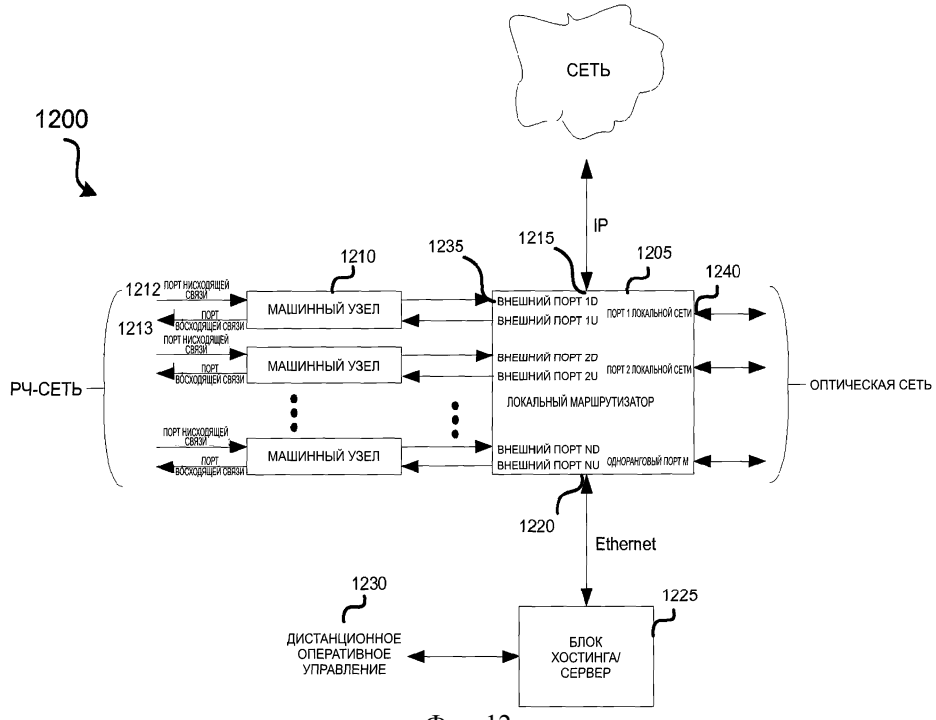 СЕТЬ
1200
IP
1235
1215
1205
1210
1240
1212
ПОРТ НИСХОДЯЩЕЙ
СВЯЗИ
МАШИННЫЙ УЗЕЛ
ВНЕШНИЙ ПОРТ 1D
ПОРТ 1 ЛОКАЛЬНОЙ СЕТИ
1213
ПОРТ
ВОСХОДЯЩЕЙ СВЯЗИ
ВНЕШНИЙ ПОРТ 1U
ПОРТ НИСХОДЯЩЕЙ
СВЯЗИ
МАШИННЫЙ УЗЕЛ
ВНЕШНИЙ ПОРТ 2D
ПОРТ 2 ЛОКАЛЬНОЙ СЕТИ
ПОРТ
ВОСХОДЯЩЕЙ СВЯЗИ
ВНЕШНИЙ ПОРТ 2U
РЧ-СЕТЬ
ОПТИЧЕСКАЯ СЕТЬ
ЛОКАЛЬНЫЙ МАРШРУТИЗАТОР
ПОРТ НИСХОДЯЩЕЙ
СВЯЗИ
МАШИННЫЙ УЗЕЛ
ВНЕШНИЙ ПОРТ ND
ПОРТ
ВОСХОДЯЩЕЙ СВЯЗИ
ВНЕШНИЙ ПОРТ NU
ОДНОРАНГОВЫЙ ПОРТ M
1220
Ethernet
1230
1225
ДИСТАНЦИОННОЕ
ОПЕРАТИВНОЕ
УПРАВЛЕНИЕ
БЛОК
ХОСТИНГА/
СЕРВЕР